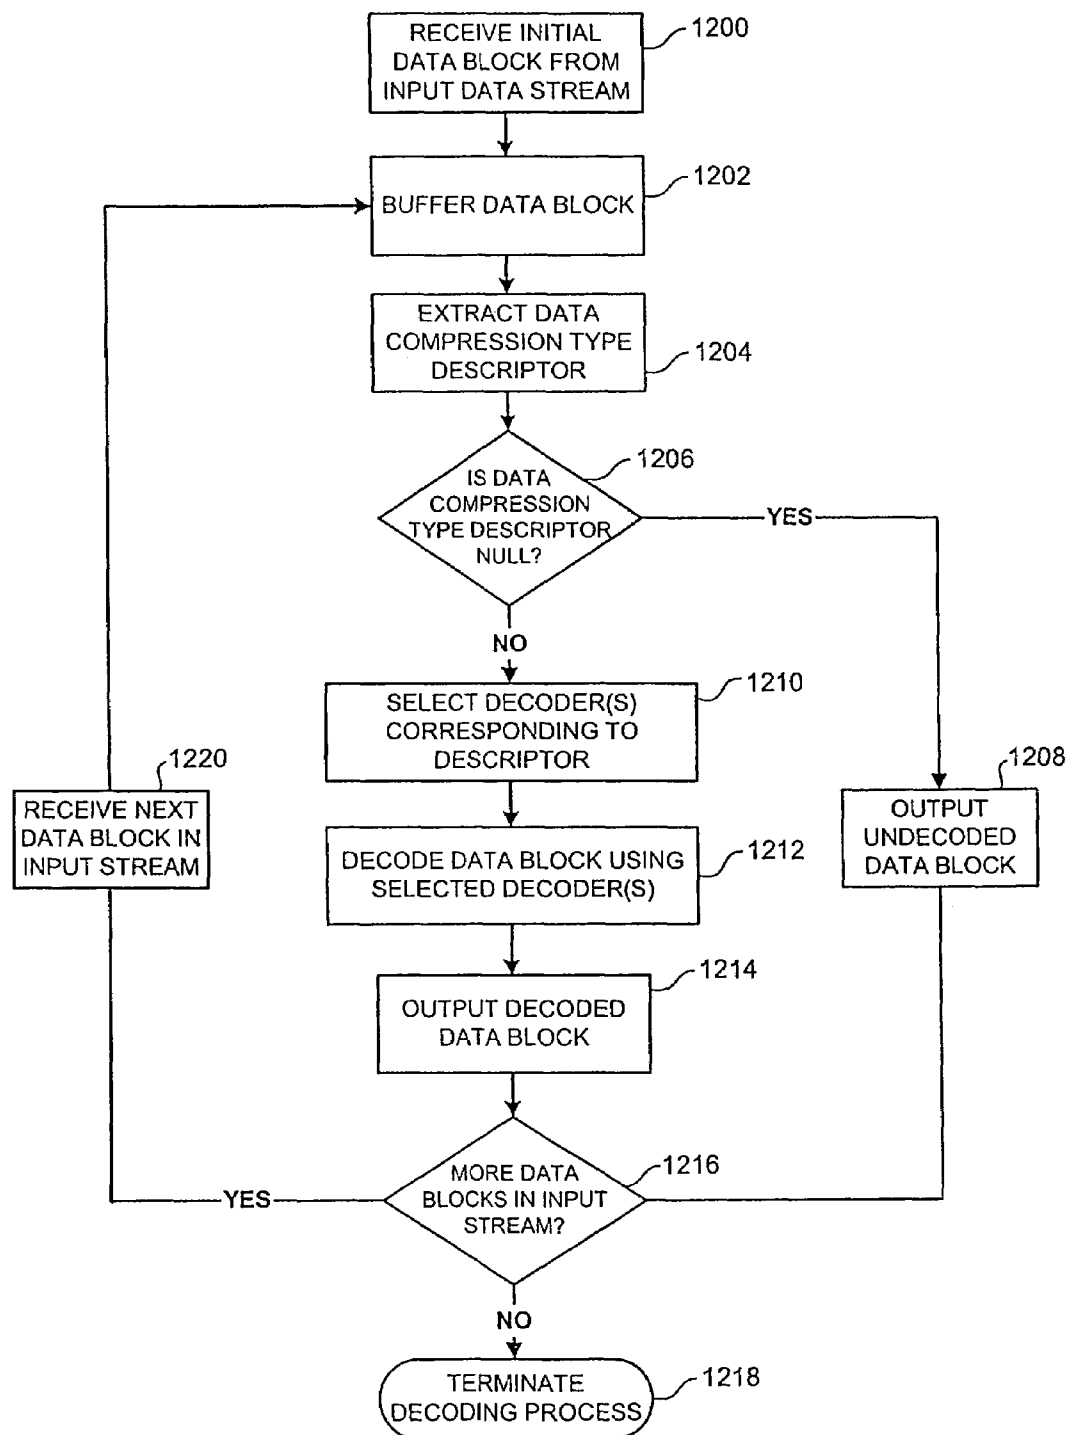 RECEIVE INITIAL
DATA BLOCK FROM
INPUT DATA STREAM
1200
BUFFER DATA BLOCK
1202
EXTRACT DATA
COMPRESSION TYPE
DESCRIPTOR
1204
IS DATA
COMPRESSION
TYPE DESCRIPTOR
NULL?
1206
YES
NO
SELECT DECODER(S)
CORRESPONDING TO
DESCRIPTOR
1210
1220
RECEIVE NEXT
DATA BLOCK IN
INPUT STREAM
1208
OUTPUT
UNDECODED
DATA BLOCK
DECODE DATA BLOCK USING
SELECTED DECODER(S)
1212
OUTPUT DECODED
DATA BLOCK
1214
MORE DATA
BLOCKS IN INPUT
STREAM?
1216
YES
NO
TERMINATE
DECODING PROCESS
1218